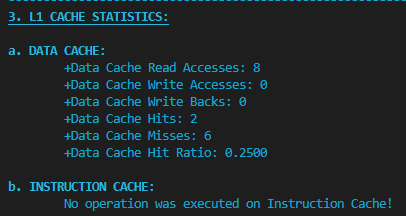 3. L1 CACHE STATISTICS:
a. DATA CACHE:
+Data Cache Read Accesses: 8
+Data Cache Write Accesses: 0
+Data Cache Write Backs: 0
+Data Cache Hits: 2
+Data Cache Misses: 6
+Data Cache Hit Ratio: 0.2500
b. INSTRUCTION CACHE:
No operation was executed on Instruction Cache!